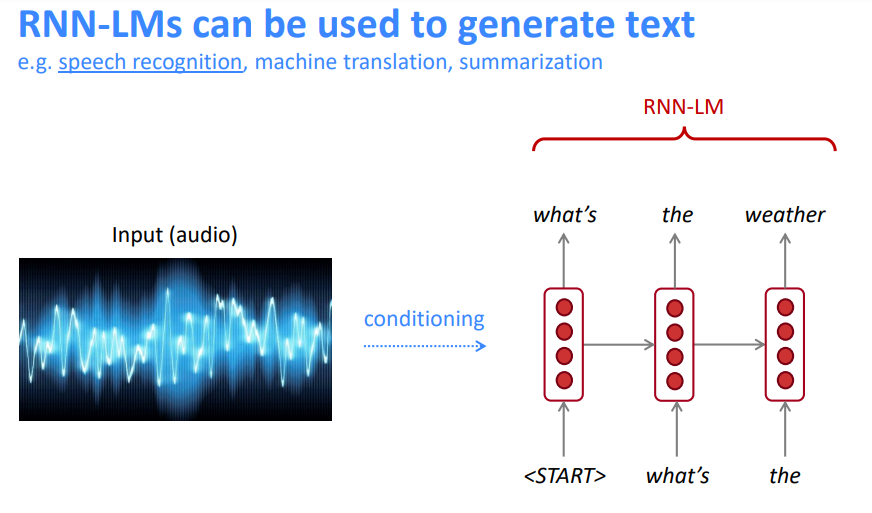 RNN-LMs can be used to generate text
e.g. speech recognition, machine translation, summarization
RNN-LM
what’s the weather
Input (audio)
conditioning
<START> what’s the